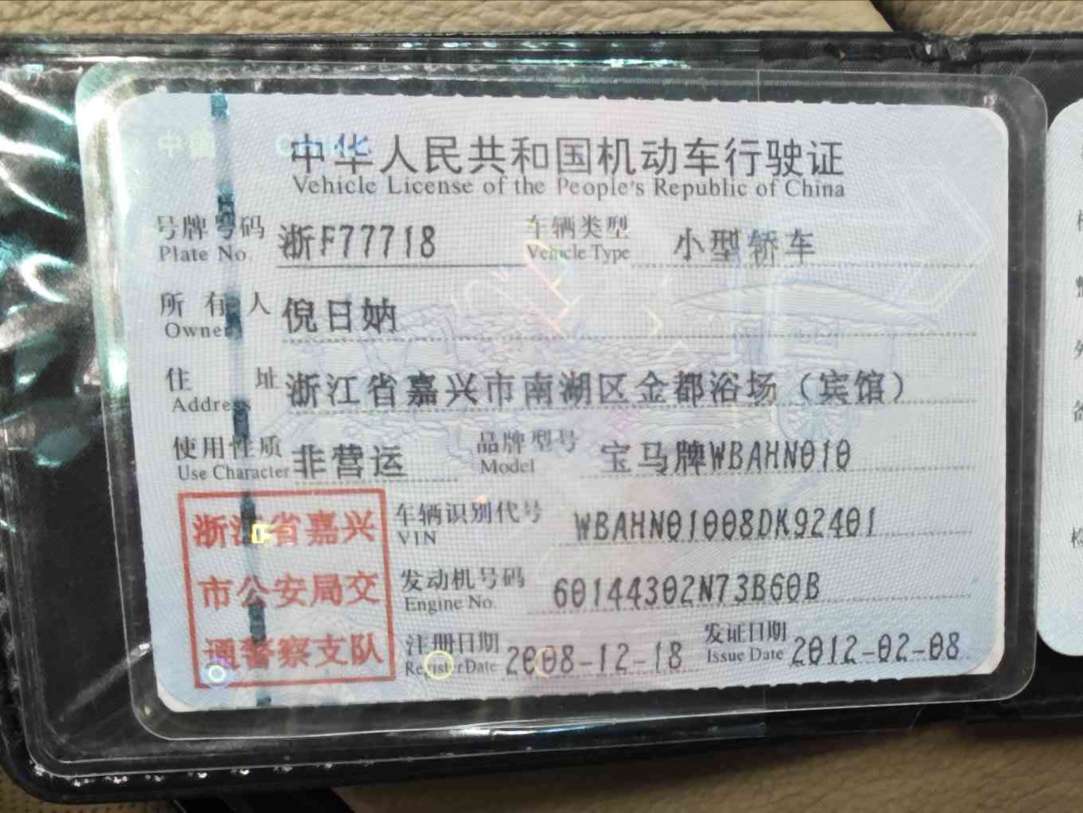 中华人民共和国机动车行驶证
Vehicle License of the People's Republic of China
号牌号码 浙F77718 车辆类型 小型轿车
Plate No. Vehicle Type
所有人 倪日妠
Owner
住址 浙江省嘉兴市南湖区金都浴场（宾馆）
Address
使用性质 非营运 品牌型号 宝马牌WBAHN010
Use Character Model
浙江省嘉兴
市公安局交
通警察支队
车辆识别代号 WBAHN01008DK92401
VIN
发动机号码 60144302N73B60B
Engine No.
注册日期 2008-12-18 发证日期 2012-02-08
Register Date Issue Date